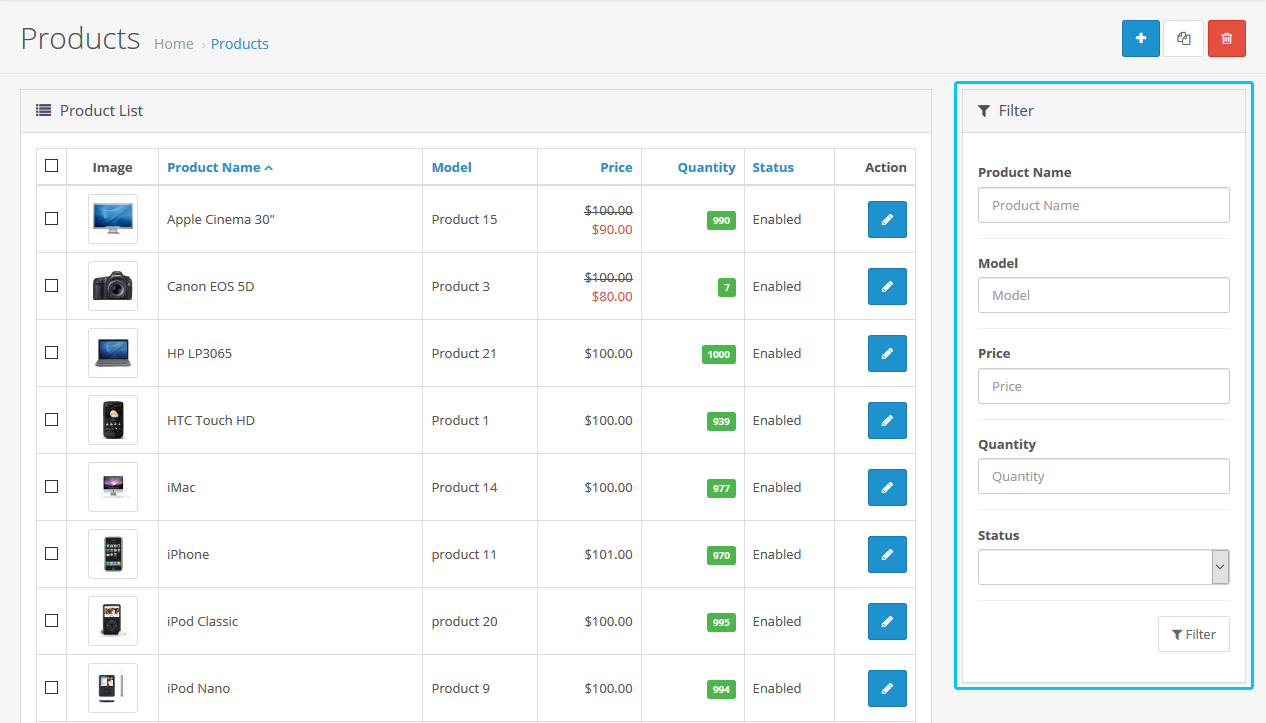 Products Home › Products
Product List
Image Product Name Model Price Quantity Status Action
Apple Cinema 30" Product 15 $100.00 $90.00 990 Enabled
Canon EOS 5D Product 3 $100.00 $80.00 7 Enabled
HP LP3065 Product 21 $100.00 1000 Enabled
HTC Touch HD Product 1 $100.00 939 Enabled
iMac Product 14 $100.00 977 Enabled
iPhone product 11 $101.00 970 Enabled
iPod Classic product 20 $100.00 995 Enabled
iPod Nano Product 9 $100.00 994 Enabled
Filter
Product Name
Product Name
Model
Model
Price
Price
Quantity
Quantity
Status
Filter